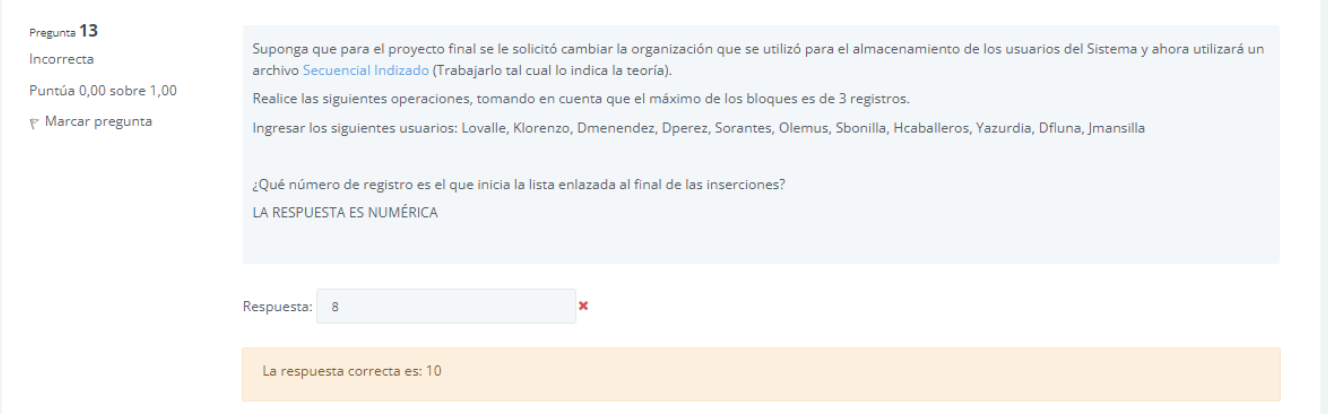 Pregunta 13
Incorrecta
Puntúa 0,00 sobre 1,00
Marcar pregunta
Suponga que para el proyecto final se le solicitó cambiar la organización que se utilizó para el almacenamiento de los usuarios del Sistema y ahora utilizará un
archivo Secuencial Indizado (Trabajarlo tal cual lo indica la teoría).
Realice las siguientes operaciones, tomando en cuenta que el máximo de los bloques es de 3 registros.
Ingresar los siguientes usuarios: Lovalle, Klorenzo, Dmenendez, Dperez, Sorantes, Olemus, Sbonilla, Hcaballeros, Yazurdia, Dfluna, Jmansilla
¿Qué número de registro es el que inicia la lista enlazada al final de las inserciones?
LA RESPUESTA ES NUMÉRICA
Respuesta: 8
La respuesta correcta es: 10